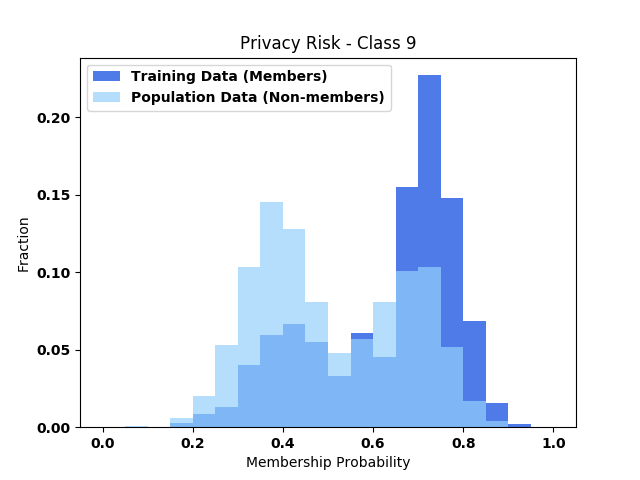 Privacy Risk - Class 9
Training Data (Members)
Population Data (Non-members)
Fraction
0.20
0.15
0.10
0.05
0.00
0.0 0.2 0.4 0.6 0.8 1.0
Membership Probability